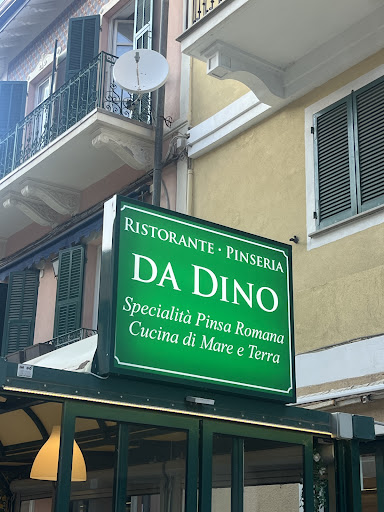 RISTORANTE · PINSERIA
DA DINO
Specialità Pinsa Romana
Cucina di Mare e Terra